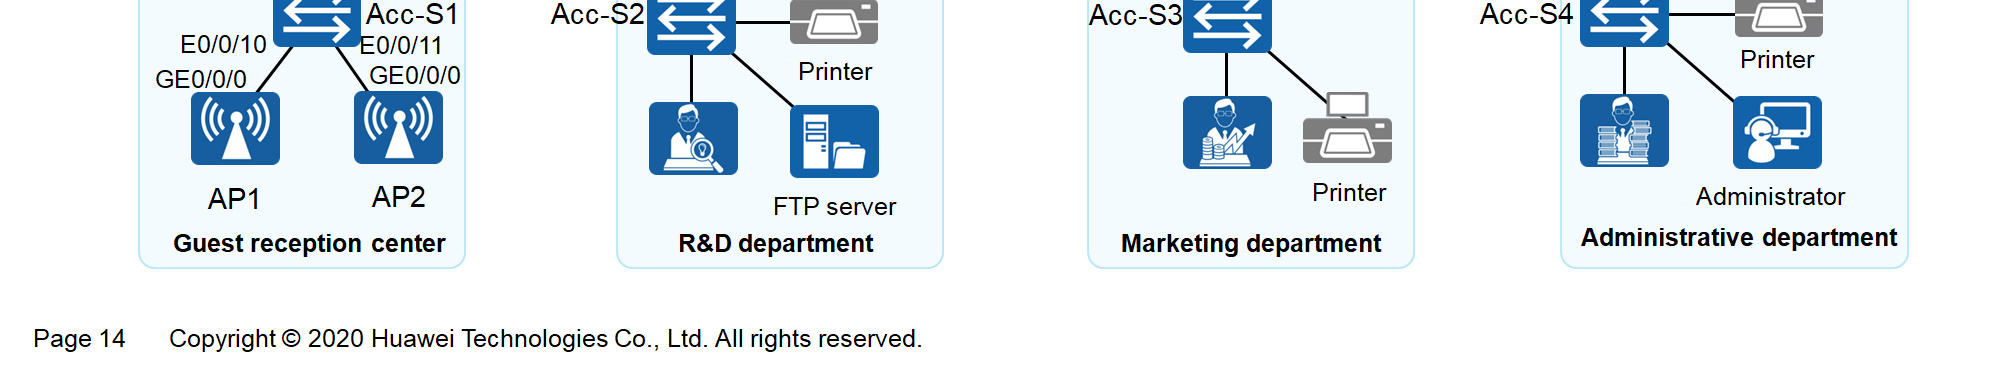 Acc-S1
E0/0/10
E0/0/11
GE0/0/0
GE0/0/0
AP1
AP2
Guest reception center
Acc-S2
Printer
FTP server
R&D department
Acc-S3
Printer
Marketing department
Acc-S4
Printer
Administrator
Administrative department
Page 14 Copyright © 2020 Huawei Technologies Co., Ltd. All rights reserved.